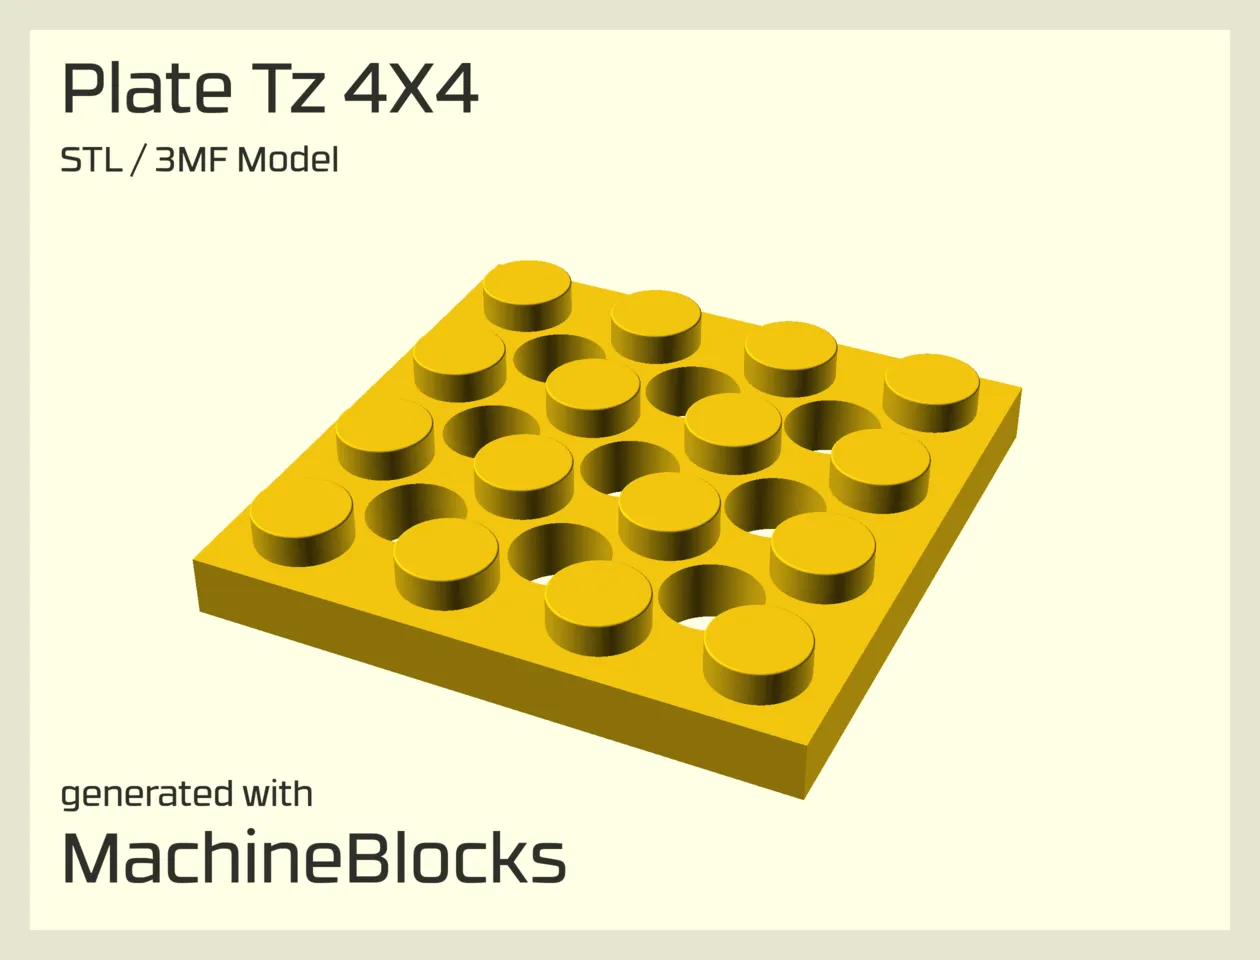 Plate Tz 4X4
STL / 3MF Model
generated with
MachineBlocks